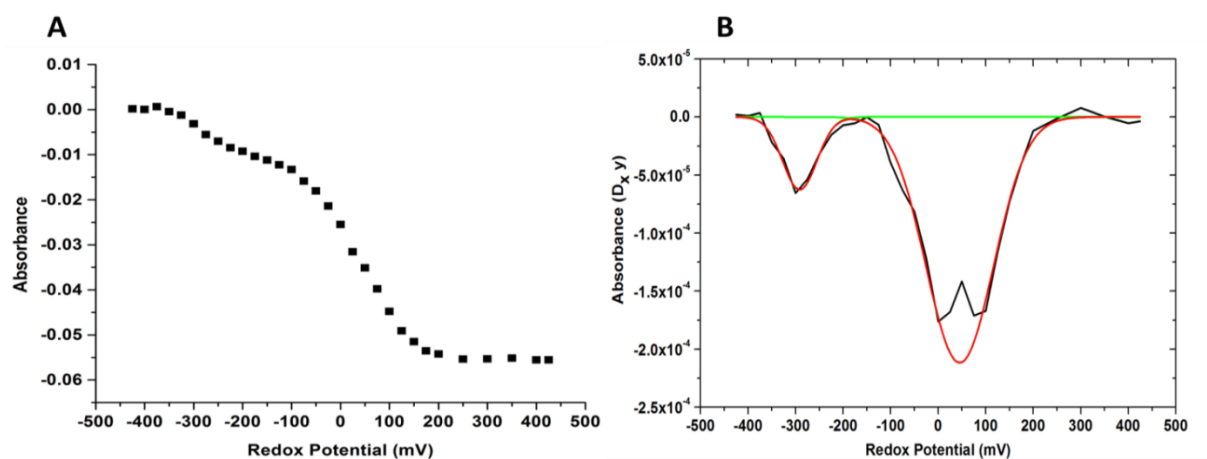 A
0.01
0.00
-0.01
-0.02
-0.03
-0.04
-0.05
-0.06
Absorbance
-500 -400 -300 -200 -100 0 100 200 300 400 500
Redox Potential (mV)
B
5.0x10⁻⁵
0.0
-5.0x10⁻⁵
-1.0x10⁻⁴
-1.5x10⁻⁴
-2.0x10⁻⁴
-2.5x10⁻⁴
Absorbance (Dₓ y)
-500 -400 -300 -200 -100 0 100 200 300 400 500
Redox Potential (mV)